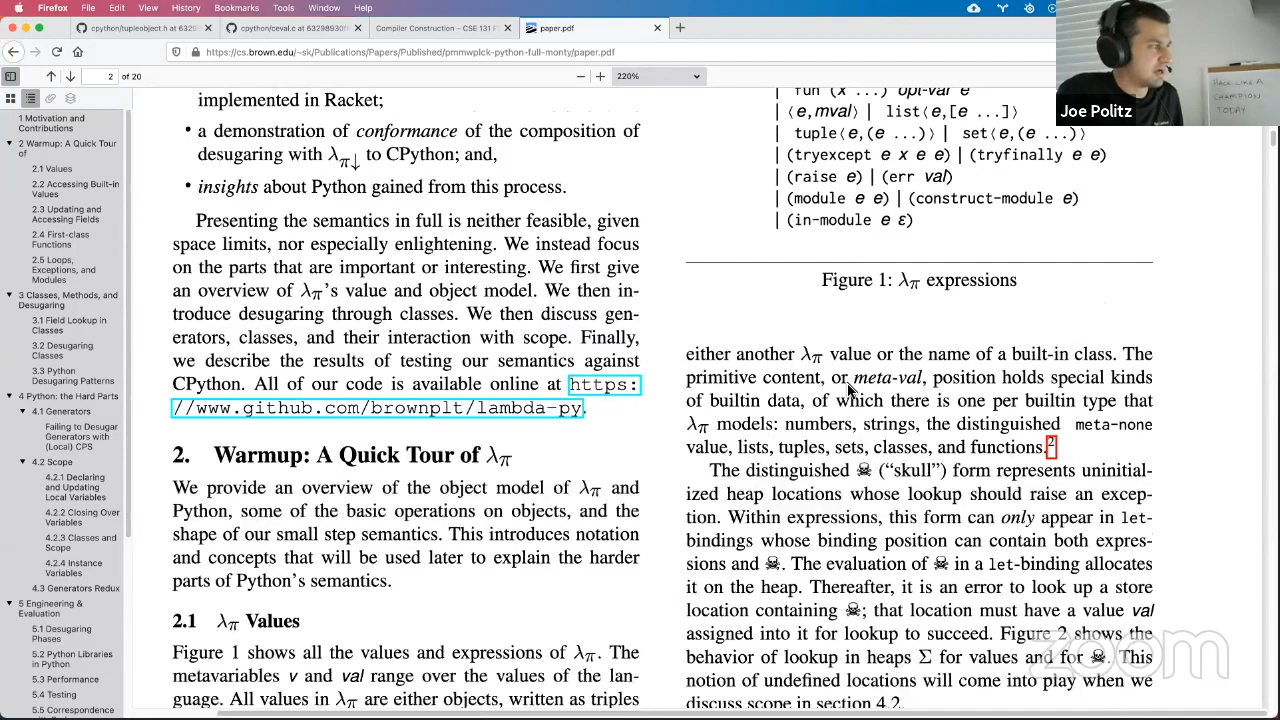 Firefox File Edit View History Bookmarks Tools Window Help
cpython/tupleobject.h at 63298930f
cpython/ceval.c at 63298930fb
Compiler Construction – CSE 131 F
paper.pdf
https://cs.brown.edu/~sk/Publications/Papers/Published/pmmwplck-python-full-monty/paper.pdf
2 of 20
220%
1 Motivation and
Contributions
2 Warmup: A Quick Tour
of
2.1 Values
2.2 Accessing Built-in
Values
2.3 Updating and
Accessing Fields
2.4 First-class
Functions
2.5 Loops,
Exceptions, and
Modules
3 Classes, Methods, and
Desugaring
3.1 Field Lookup in
Classes
3.2 Desugaring
Classes
3.3 Python
Desugaring Patterns
4 Python: the Hard Parts
4.1 Generators
Failing to Desugar
Generators with
(Local) CPS
4.2 Scope
4.2.1 Declaring
and Updating
Local Variables
4.2.2 Closing Over
Variables
4.2.3 Classes and
Scope
4.2.4 Instance
Variables
4.3 Generators Redux
5 Engineering &
Evaluation
5.1 Desugaring
Phases
5.2 Python Libraries
in Python
5.3 Performance
5.4 Testing
5.5 Correspondence
implemented in Racket;
• a demonstration of conformance of the composition of
desugaring with λπ↓ to CPython; and,
• insights about Python gained from this process.
Presenting the semantics in full is neither feasible, given
space limits, nor especially enlightening. We instead focus
on the parts that are important or interesting. We first give
an overview of λπ's value and object model. We then in-
troduce desugaring through classes. We then discuss gen-
erators, classes, and their interaction with scope. Finally,
we describe the results of testing our semantics against
CPython. All of our code is available online at https:
//www.github.com/brownplt/lambda-py.
2. Warmup: A Quick Tour of λπ
We provide an overview of the object model of λπ and
Python, some of the basic operations on objects, and the
shape of our small step semantics. This introduces notation
and concepts that will be used later to explain the harder
parts of Python's semantics.
2.1 λπ Values
Figure 1 shows all the values and expressions of λπ. The
metavariables v and val range over the values of the lan-
guage. All values in λπ are either objects, written as triples
| fun (x ...) opt-val e
| ⟨e,mval⟩ | list⟨e,[e ...]⟩
| tuple⟨e,(e ...)⟩ | set⟨e,(e ...)⟩
| (tryexcept e x e e) | (tryfinally e e)
| (raise e) | (err val)
| (module e e) | (construct-module e)
| (in-module e ε)
Figure 1: λπ expressions
either another λπ value or the name of a built-in class. The
primitive content, or meta-val, position holds special kinds
of builtin data, of which there is one per builtin type that
λπ models: numbers, strings, the distinguished meta-none
value, lists, tuples, sets, classes, and functions.2
The distinguished ☠ (“skull”) form represents uninitial-
ized heap locations whose lookup should raise an excep-
tion. Within expressions, this form can only appear in let-
bindings whose binding position can contain both expres-
sions and ☠. The evaluation of ☠ in a let-binding allocates
it on the heap. Thereafter, it is an error to look up a store
location containing ☠; that location must have a value val
assigned into it for lookup to succeed. Figure 2 shows the
behavior of lookup in heaps Σ for values and for ☠. This
notion of undefined locations will come into play when we
discuss scope in section 4.2.
HACK LIKE A
CHAMPION
TODAY
Joe Politz
zoom